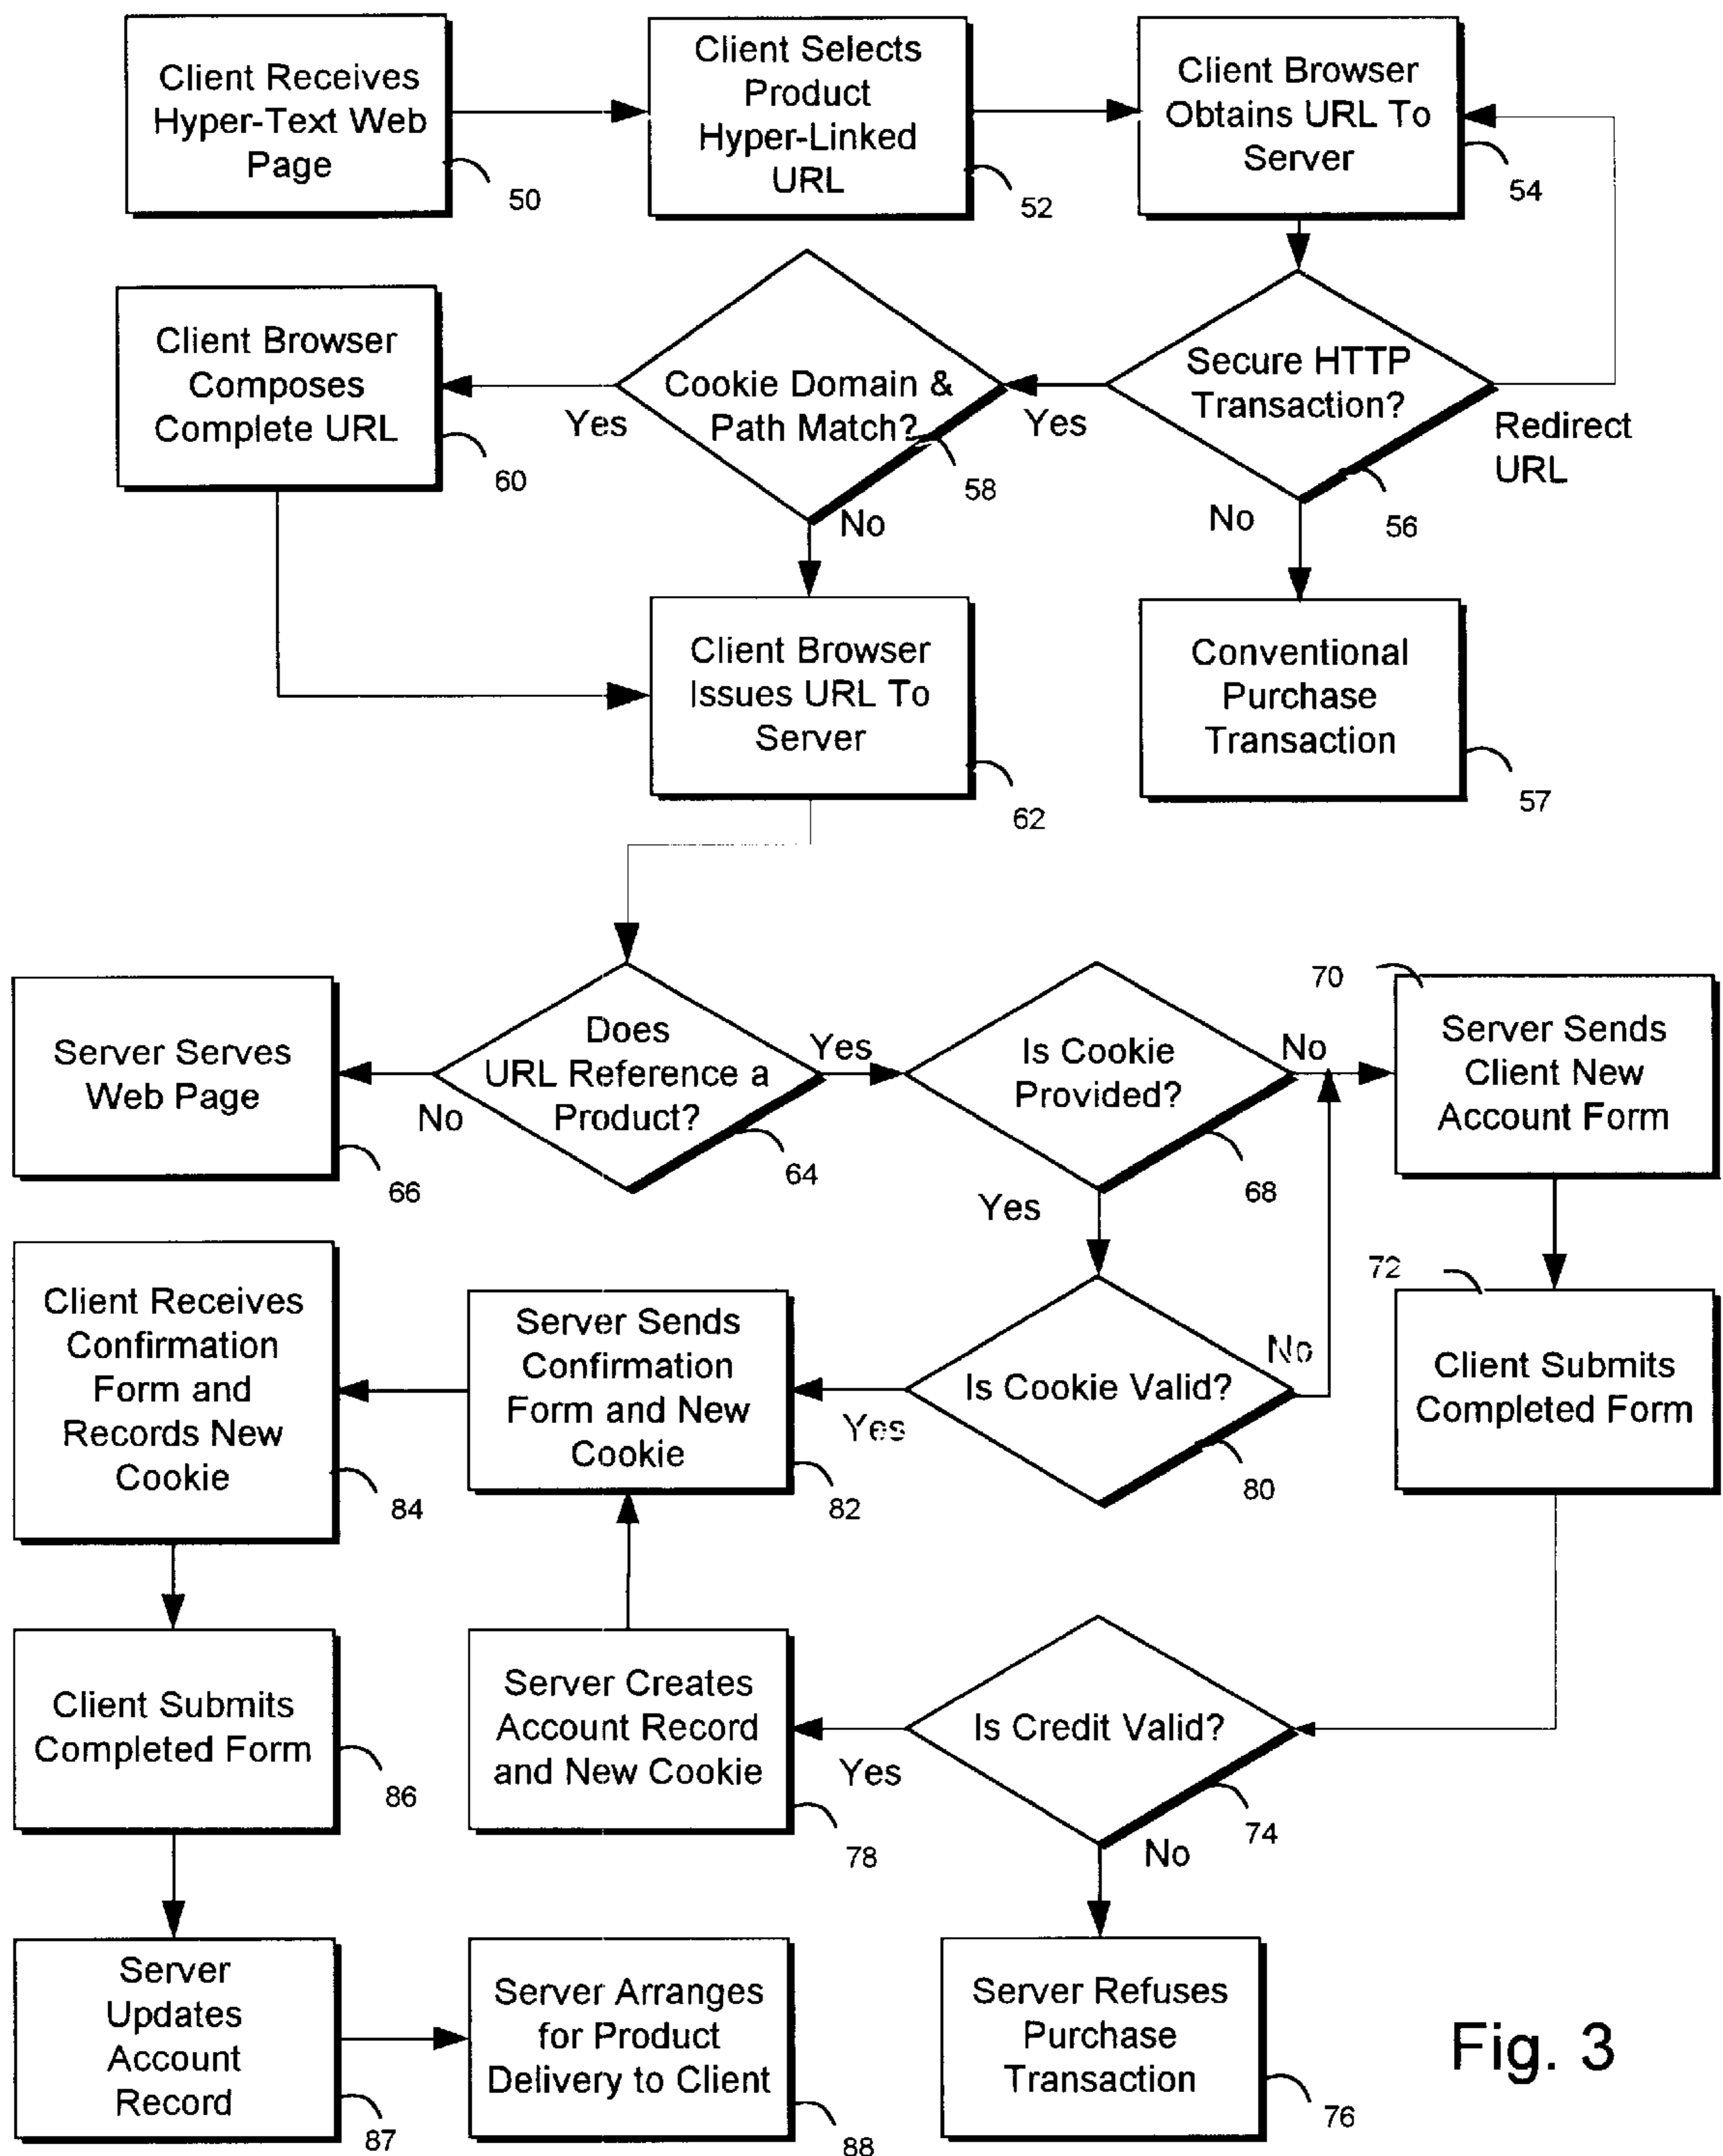 Client Receives
Hyper-Text Web
Page
50
Client Selects
Product
Hyper-Linked
URL
52
Client Browser
Obtains URL To
Server
54
Client Browser
Composes
Complete URL
60
Yes
Cookie Domain &
Path Match?
58
No
Yes
Secure HTTP
Transaction?
56
Redirect
URL
No
Client Browser
Issues URL To
Server
62
Conventional
Purchase
Transaction
57
Server Serves
Web Page
66
No
Does
URL Reference a
Product?
64
Yes
Is Cookie
Provided?
68
No
Yes
70
Server Sends
Client New
Account Form
72
Client Submits
Completed Form
Client Receives
Confirmation
Form and
Records New
Cookie
84
Server Sends
Confirmation
Form and New
Cookie
82
Yes
Is Cookie Valid?
80
No
Client Submits
Completed Form
86
Server Creates
Account Record
and New Cookie
78
Yes
Is Credit Valid?
74
No
Server
Updates
Account
Record
87
Server Arranges
for Product
Delivery to Client
88
Server Refuses
Purchase
Transaction
76
Fig. 3